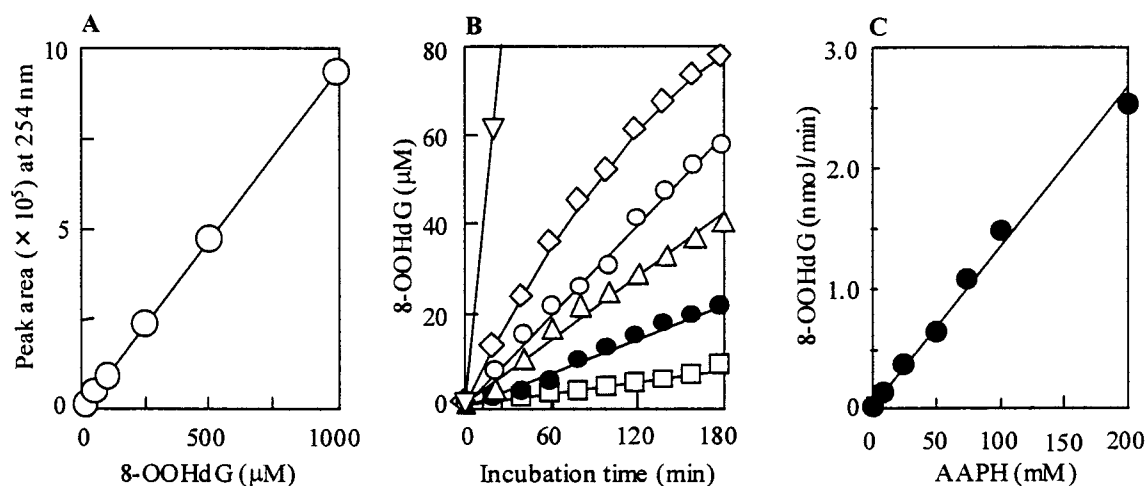 A
Peak area (× 10⁵) at 254 nm
10
5
0
0
500
1000
8-OOHdG (μM)
B
8-OOHdG (μM)
80
60
40
20
0
0
60
120
180
Incubation time (min)
C
8-OOHdG (nmol/min)
3.0
2.0
1.0
0
0
50
100
200
AAPH (mM)